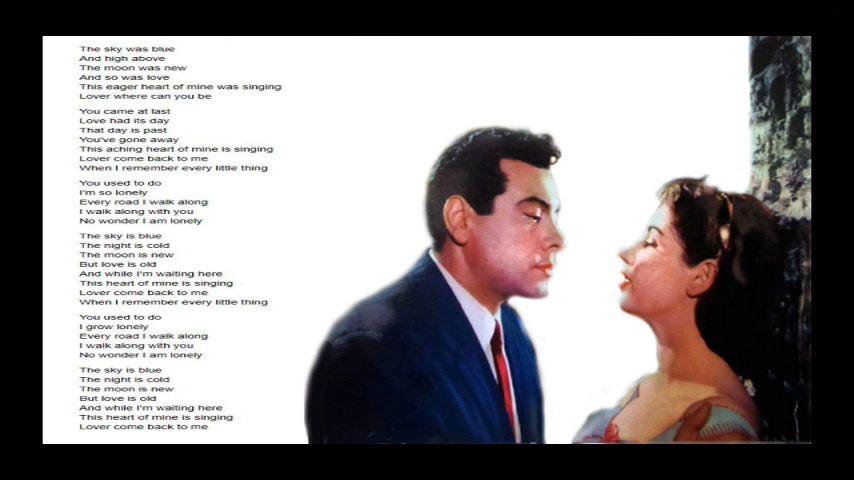 The sky was blue
And high above
The moon was new
And so was love
This eager heart of mine was singing
Lover where can you be
You came at last
Love had its day
That day is past
You've gone away
This aching heart of mine is singing
Lover come back to me
When I remember every little thing
You used to do
I'm so lonely
Every road I walk along
I walk along with you
No wonder I am lonely
The sky is blue
The night is cold
The moon is new
But love is old
And while I'm waiting here
This heart of mine is singing
Lover come back to me
When I remember every little thing
You used to do
I grow lonely
Every road I walk along
I walk along with you
No wonder I am lonely
The sky is blue
The night is cold
The moon is new
But love is old
And while I'm waiting here
This heart of mine is singing
Lover come back to me